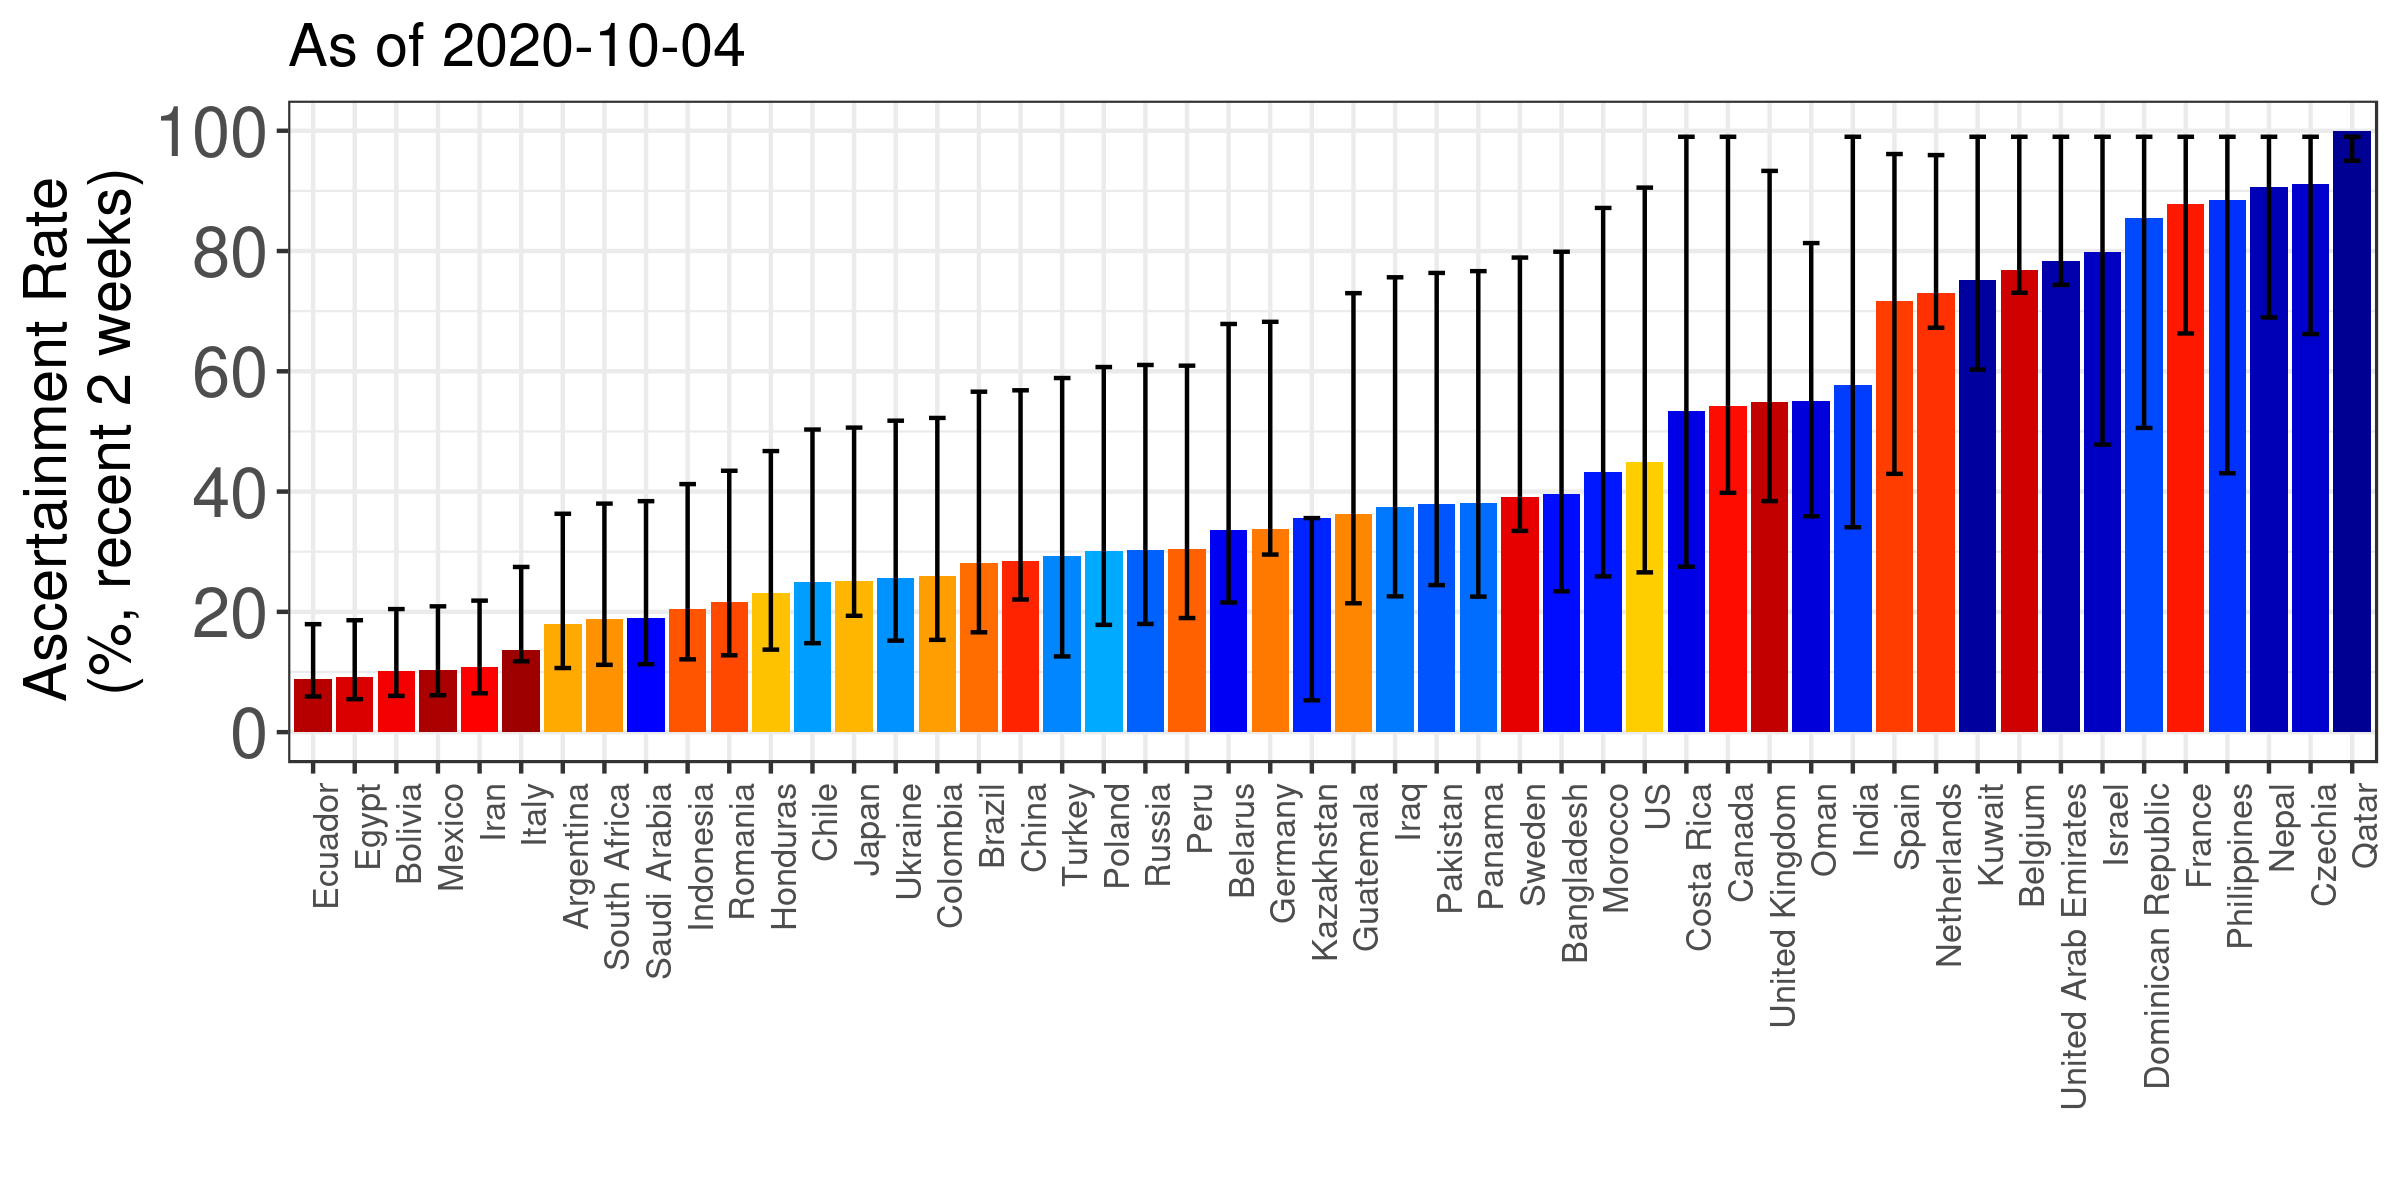 As of 2020-10-04
Ascertainment Rate
(%, recent 2 weeks)
100
80
60
40
20
0
Ecuador
Egypt
Bolivia
Mexico
Iran
Italy
Argentina
South Africa
Saudi Arabia
Indonesia
Romania
Honduras
Chile
Japan
Ukraine
Colombia
Brazil
China
Turkey
Poland
Russia
Peru
Belarus
Germany
Kazakhstan
Guatemala
Iraq
Pakistan
Panama
Sweden
Bangladesh
Morocco
US
Costa Rica
Canada
United Kingdom
Oman
India
Spain
Netherlands
Kuwait
Belgium
United Arab Emirates
Israel
Dominican Republic
France
Philippines
Nepal
Czechia
Qatar